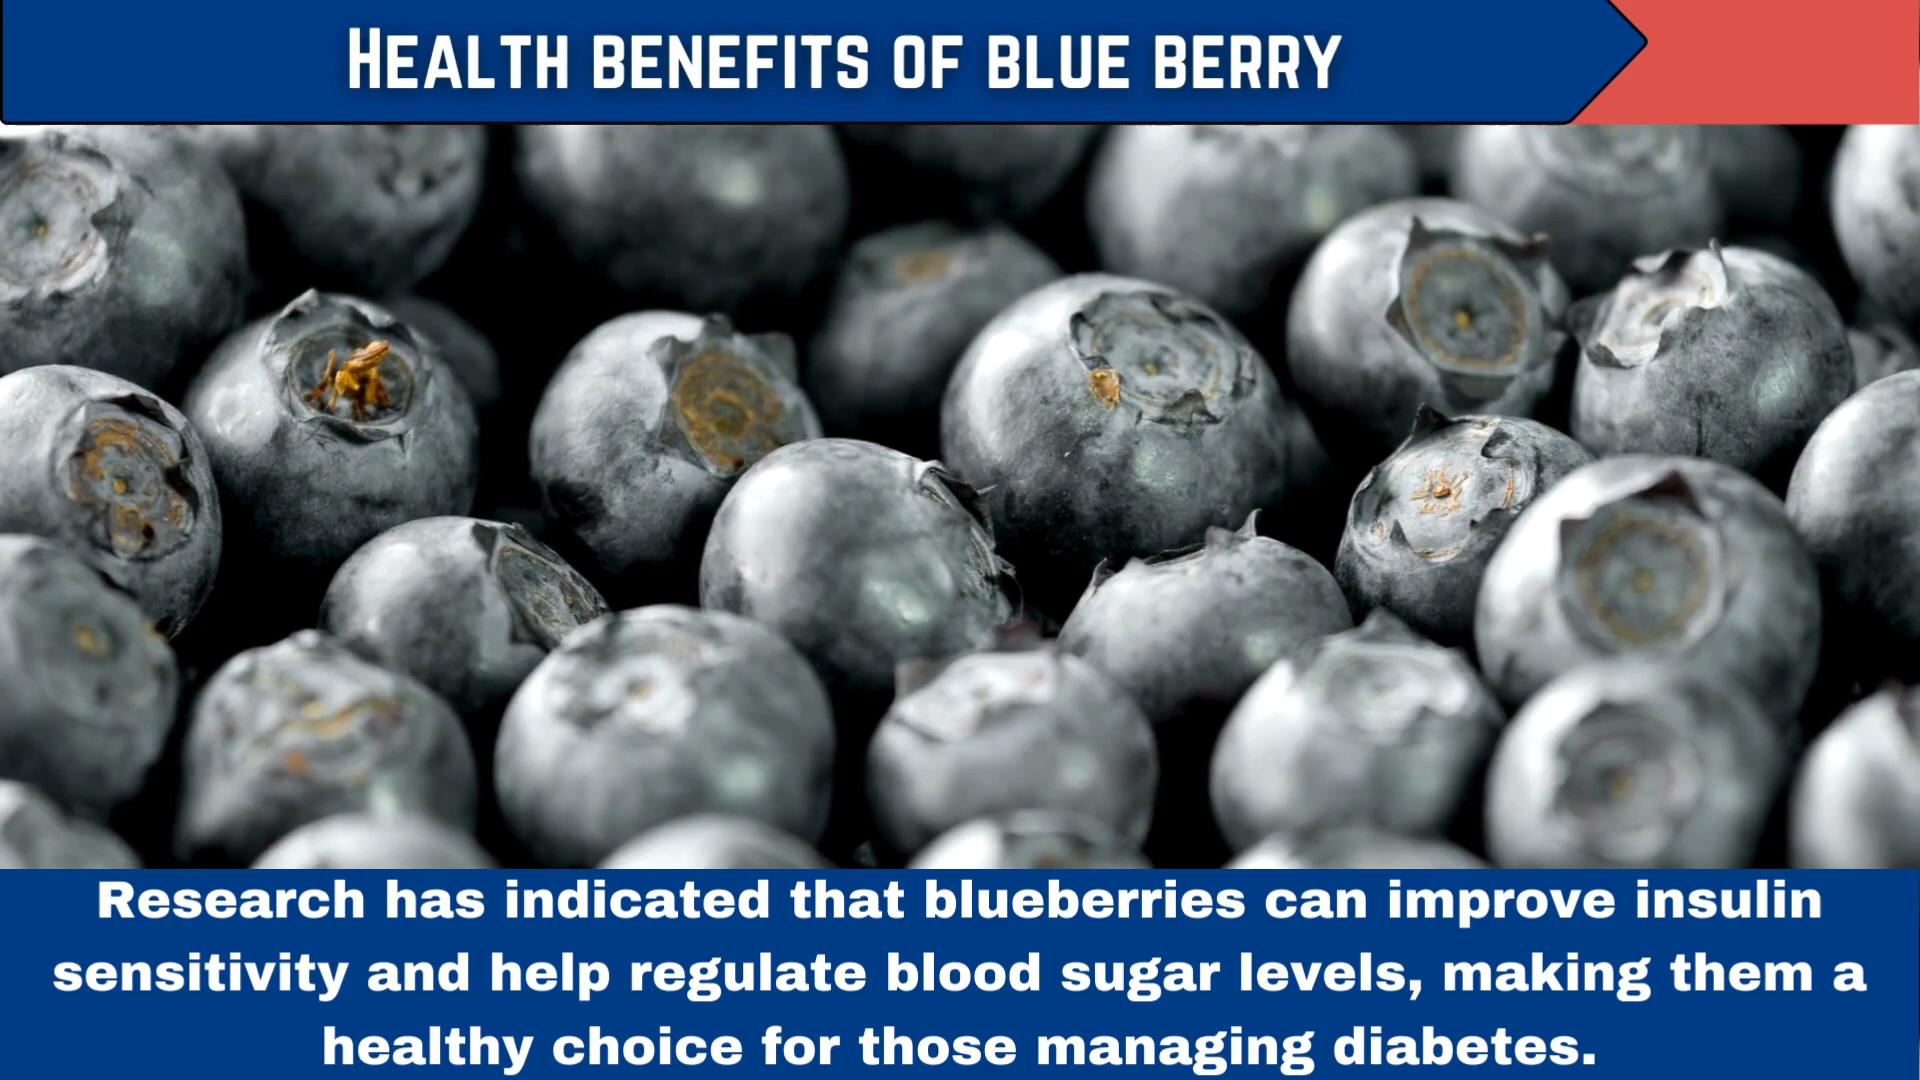 Health benefits of blue berry
Research has indicated that blueberries can improve insulin
sensitivity and help regulate blood sugar levels, making them a
healthy choice for those managing diabetes.